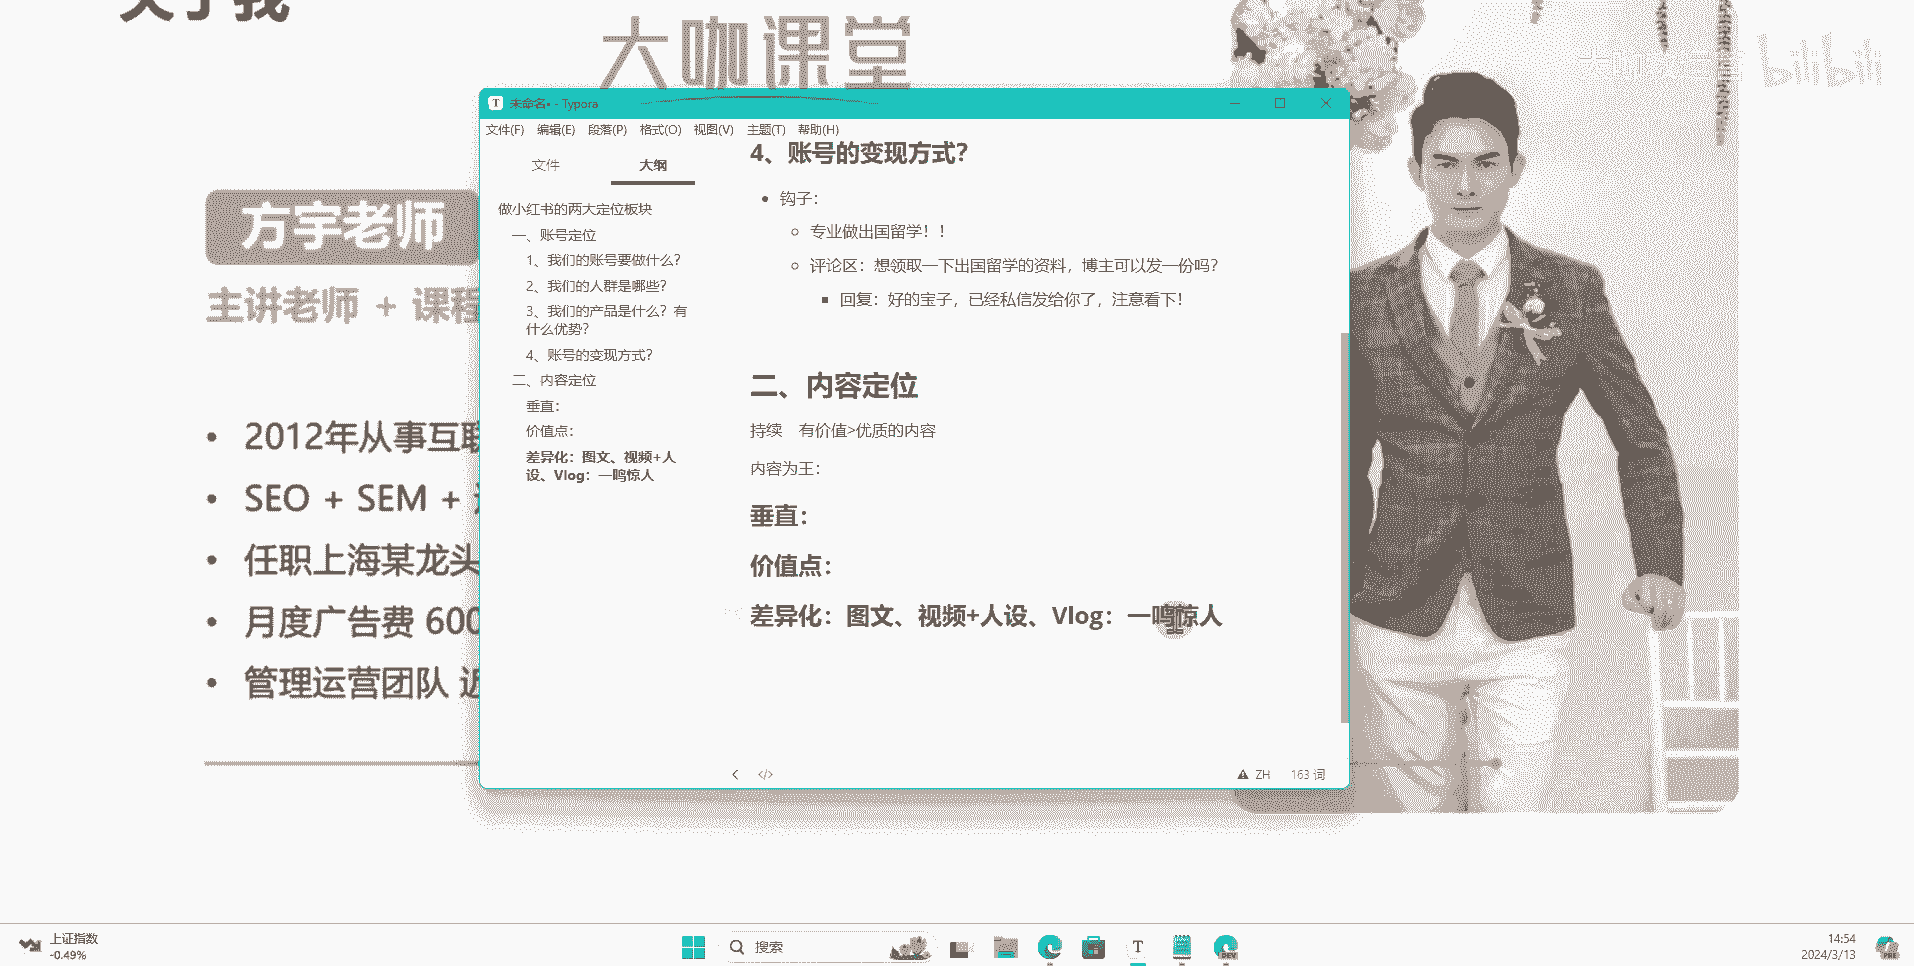 大咖课堂
bilibili
方宇老师
主讲老师 + 课程
2012年从事互联
SEO + SEM +
任职上海某龙头
月度广告费 600
管理运营团队 近
未命名• - Typora
文件(F) 编辑(E) 段落(P) 格式(O) 视图(V) 主题(T) 帮助(H)
文件 大纲
做小红书的两大定位板块
一、账号定位
1、我们的账号要做什么？
2、我们的人群是哪些？
3、我们的产品是什么？有
什么优势？
4、账号的变现方式？
二、内容定位
垂直：
价值点：
差异化：图文、视频+人
设、Vlog：一鸣惊人
4、账号的变现方式？
钩子：
专业做出国留学！！
评论区：想领取一下出国留学的资料，博主可以发一份吗？
回复：好的宝子，已经私信发给你了，注意看下！
二、内容定位
持续 有价值>优质的内容
内容为王：
垂直：
价值点：
差异化：图文、视频+人设、Vlog：一鸣惊人
ZH 163 词
上证指数
-0.49%
搜索
T
DEV
14:54
2024/3/13
PRE